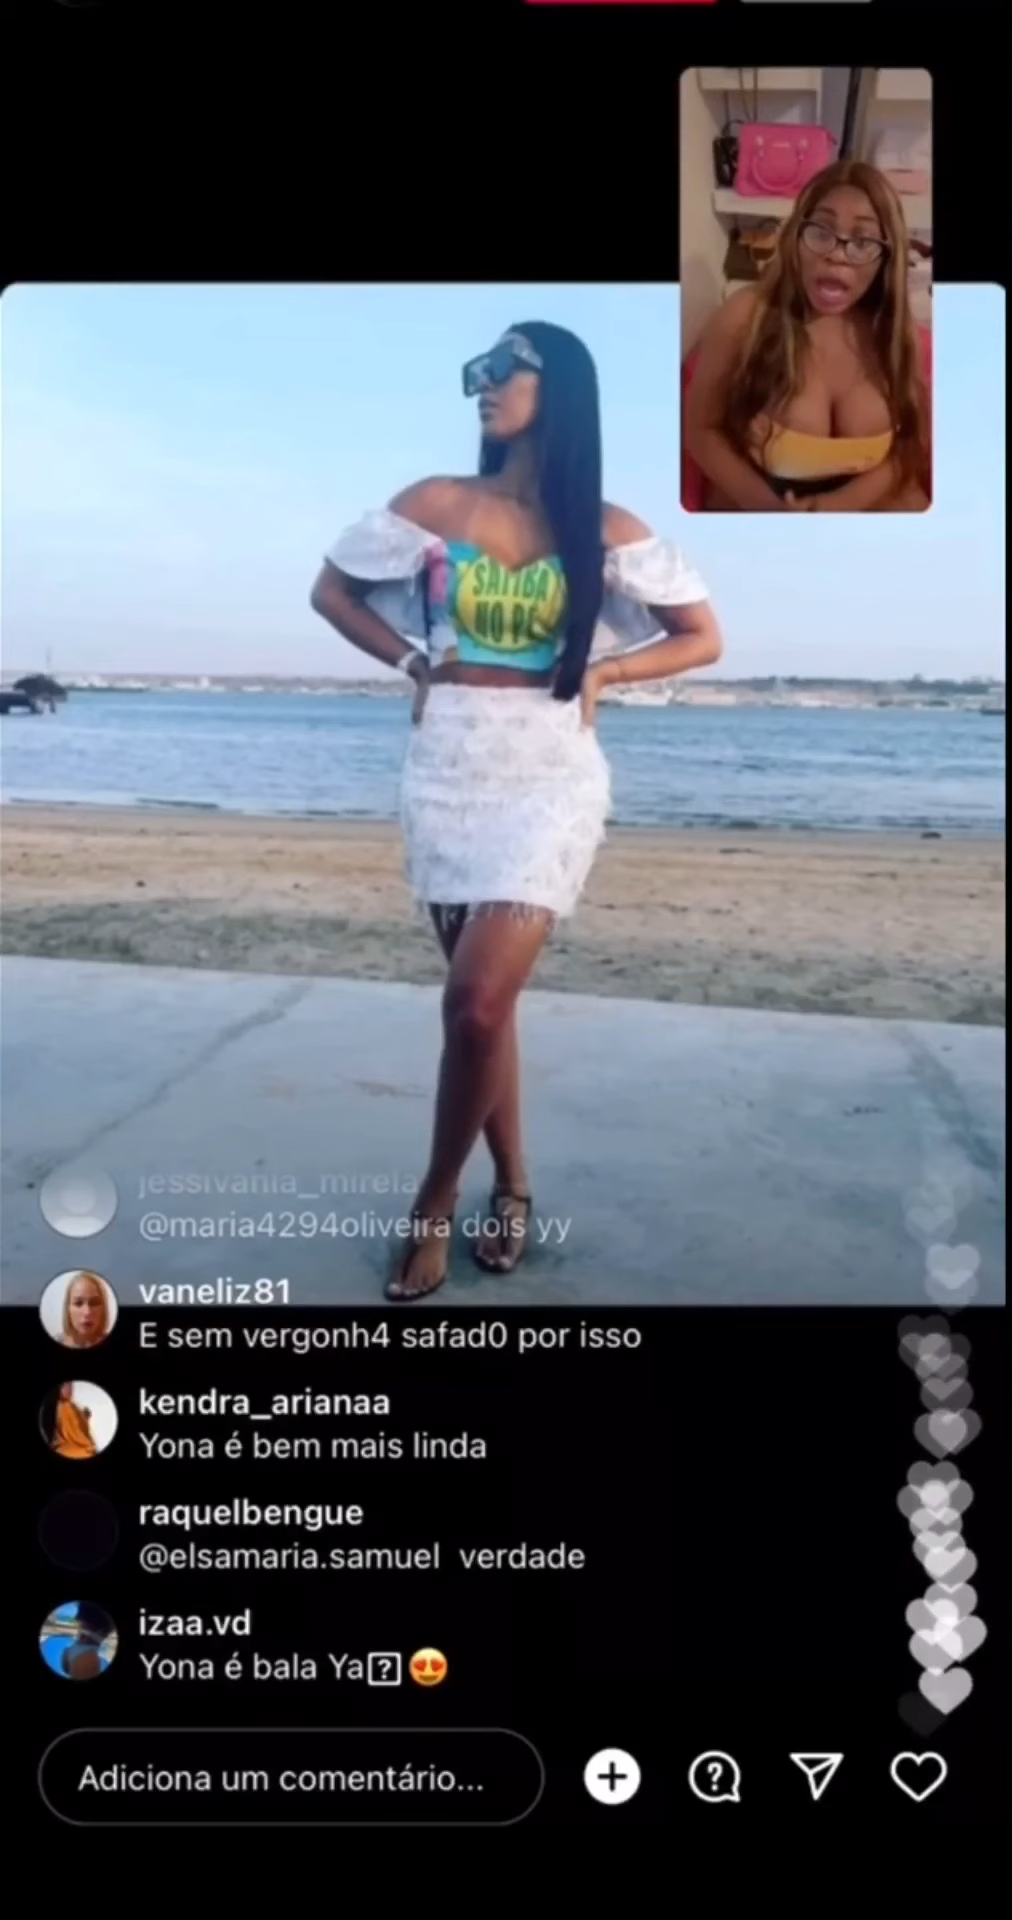 SAMBA
NO PÉ
jessivania_mirela
@maria4294oliveira dois yy
vaneliz81
E sem vergonh4 safad0 por isso
kendra_arianaa
Yona é bem mais linda
raquelbengue
@elsamaria.samuel verdade
izaa.vd
Yona é bala Ya😍
Adiciona um comentário...